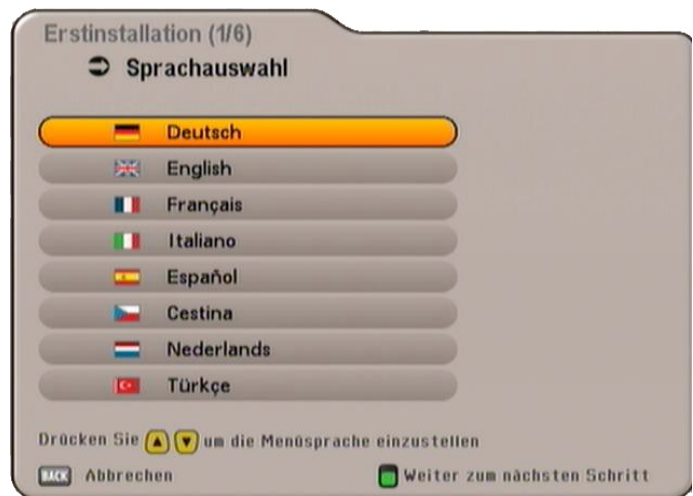 Erstinstallation (1/6)
Sprachauswahl
Deutsch
English
Français
Italiano
Español
Cestina
Nederlands
Türkçe
Drücken Sie um die Menüsprache einzustellen
BACK Abbrechen Weiter zum nächsten Schritt